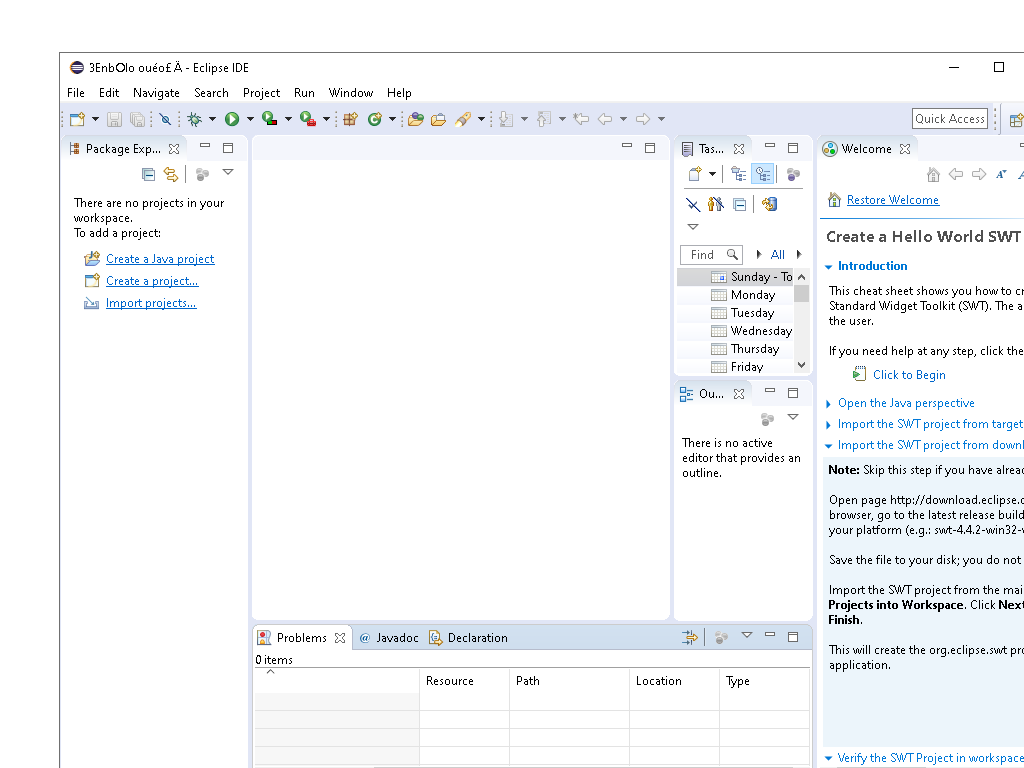 3EnbOlo ouéo£ Ä - Eclipse IDE
File Edit Navigate Search Project Run Window Help
Quick Access
Package Exp...
There are no projects in your
workspace.
To add a project:
Create a Java project
Create a project...
Import projects...
Tas...
Find
All
Sunday - To
Monday
Tuesday
Wednesday
Thursday
Friday
Ou...
There is no active
editor that provides an
outline.
Welcome
Restore Welcome
Create a Hello World SWT
Introduction
This cheat sheet shows you how to cr
Standard Widget Toolkit (SWT). The a
the user.
If you need help at any step, click the
Click to Begin
Open the Java perspective
Import the SWT project from target
Import the SWT project from downl
Note: Skip this step if you have alread
Open page http://download.eclipse.o
browser, go to the latest release build
your platform (e.g.: swt-4.4.2-win32-
Save the file to your disk; you do not
Import the SWT project from the mai
Projects into Workspace. Click Next
Finish.
This will create the org.eclipse.swt pro
application.
Verify the SWT Project in workspace
Problems @ Javadoc Declaration
0 items
Resource Path Location Type